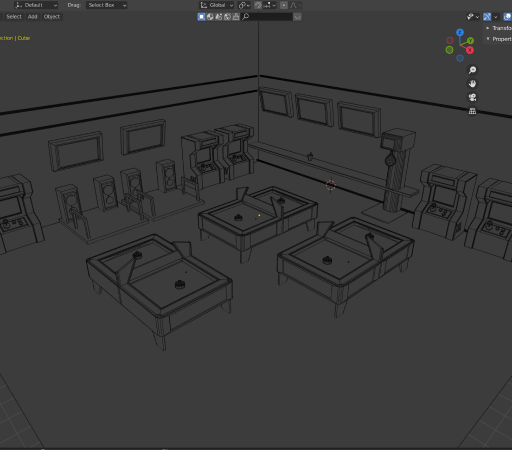 Default Drag: Select Box Global
Select Add Object
ction | Cube
Transfo
Propert